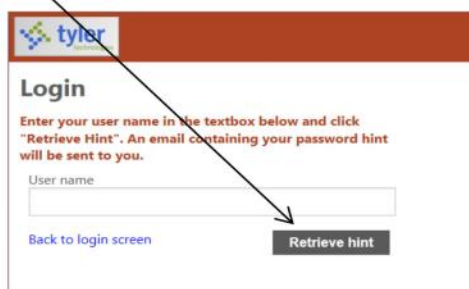 tyler
technologies
Login
Enter your user name in the textbox below and click
"Retrieve Hint". An email containing your password hint
will be sent to you.
User name
Back to login screen
Retrieve hint